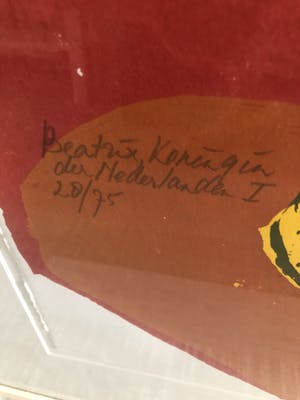 Beatrix, Koningin
der Nederlanden I
20/75